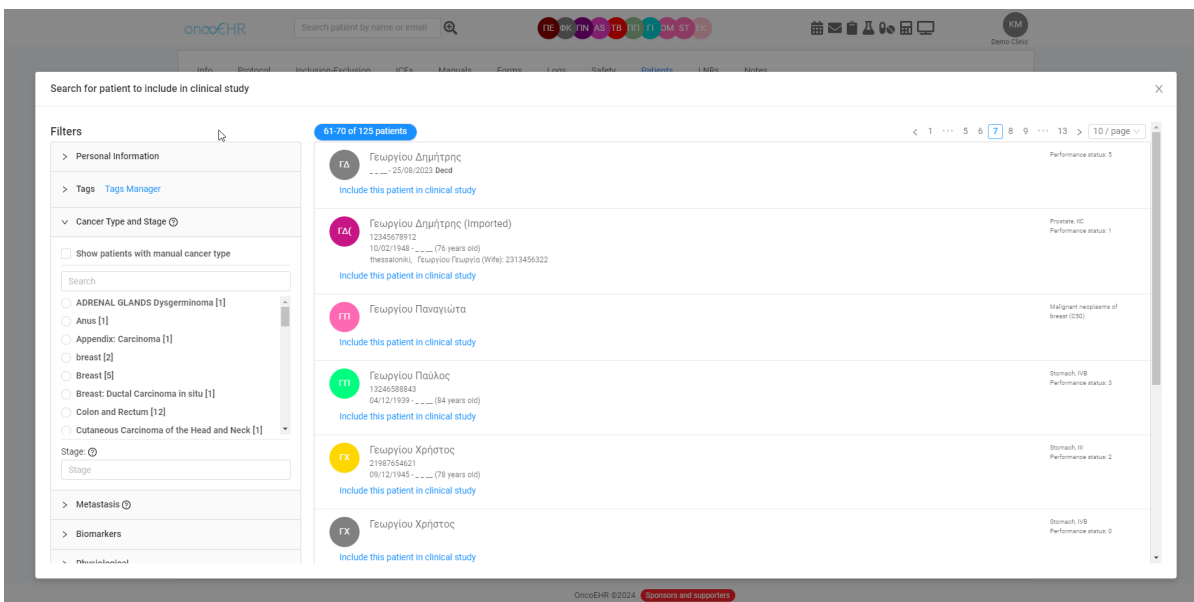 oncoEHR
Search patient by name or email
ΠΕ ΦΚ ΠΝ AS TB ΠΠ Π DM ST EK
KM
Demo Clinic
Info Protocol Inclusion-Exclusion ICFs Manuals Forms Logs Safety Patients LNPs Notes
Search for patient to include in clinical study
Filters
Personal Information
Tags Tags Manager
Cancer Type and Stage
Show patients with manual cancer type
Search
ADRENAL GLANDS Dysgerminoma [1]
Anus [1]
Appendix: Carcinoma [1]
breast [2]
Breast [5]
Breast: Ductal Carcinoma in situ [1]
Colon and Rectum [12]
Cutaneous Carcinoma of the Head and Neck [1]
Stage:
Stage
Metastasis
Biomarkers
Physiological
61-70 of 125 patients
< 1 ··· 5 6 7 8 9 ··· 13 > 10 / page
ΓΔ
Γεωργίου Δημήτρης
_ _ __- 25/08/2023 Decd
Include this patient in clinical study
Performance status: 5
ΓΔ(
Γεωργίου Δημήτρης (Imported)
12345678912
10/02/1948 - _ _ __ (76 years old)
thessaloniki, Γεωργίου Γεωργία (Wife): 2313456322
Include this patient in clinical study
Prostate, IIC
Performance status: 1
ΓΠ
Γεωργίου Παναγιώτα
Include this patient in clinical study
Malignant neoplasms of
breast (C50)
ΓΠ
Γεωργίου Παύλος
13246588843
04/12/1939 - _ _ __ (84 years old)
Include this patient in clinical study
Stomach, IVB
Performance status: 3
ΓΧ
Γεωργίου Χρήστος
21987654621
09/12/1945 - _ _ __ (78 years old)
Include this patient in clinical study
Stomach, III
Performance status: 2
ΓΧ
Γεωργίου Χρήστος
Include this patient in clinical study
Stomach, IVB
Performance status: 0
OncoEHR ©2024 Sponsors and supporters